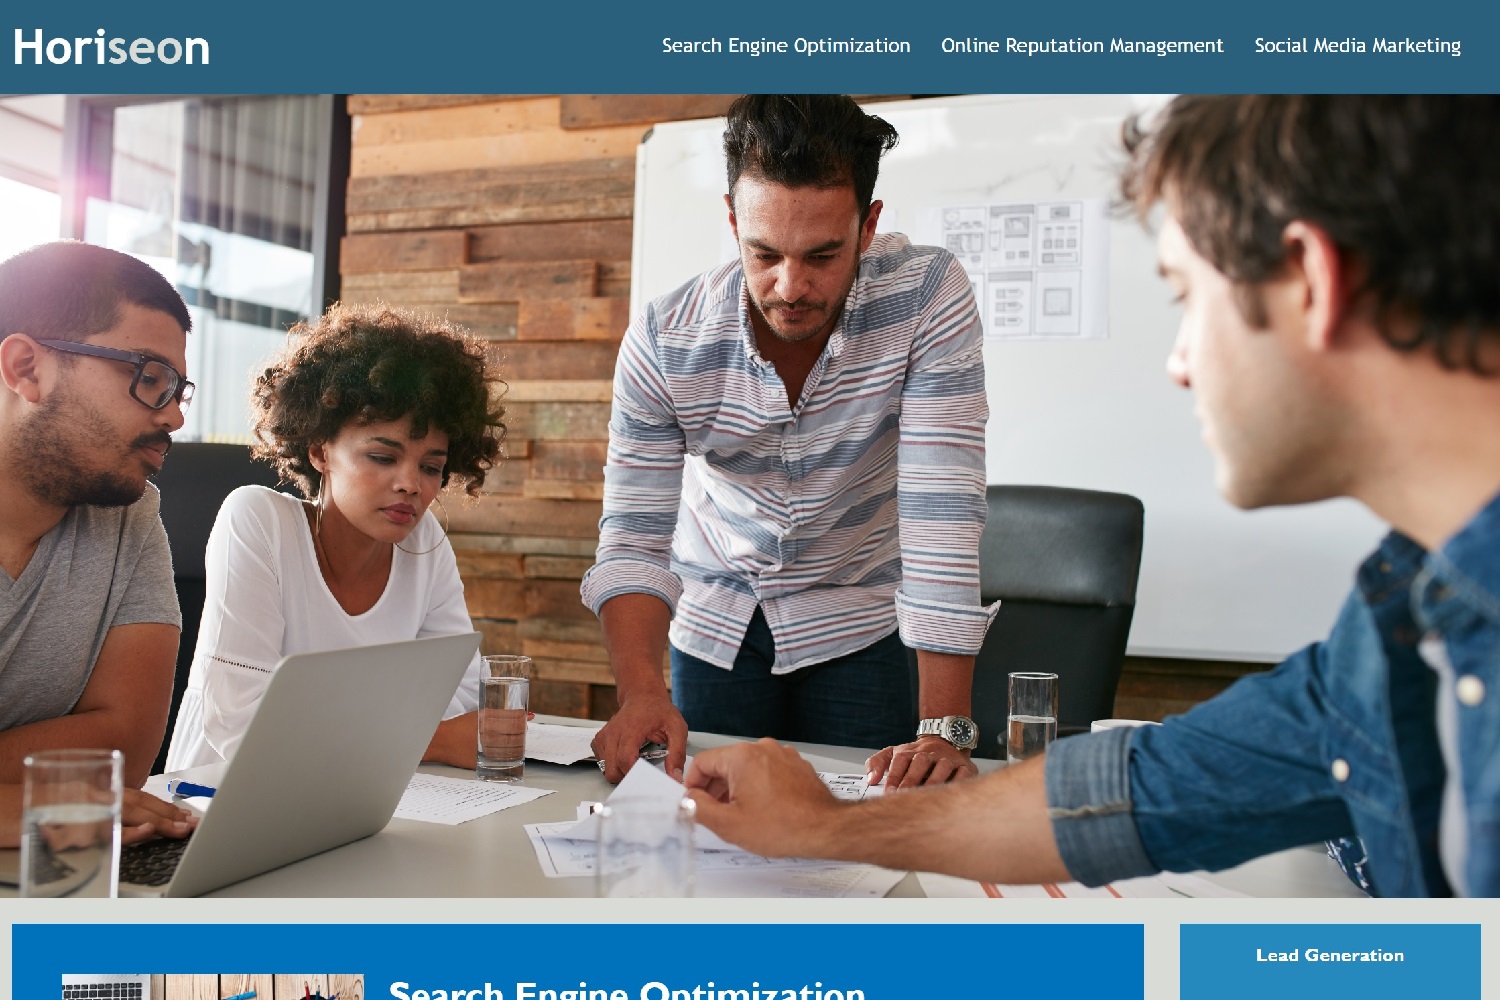 Horiseon
Search Engine Optimization
Online Reputation Management
Social Media Marketing
Lead Generation
Search Engine Optimization